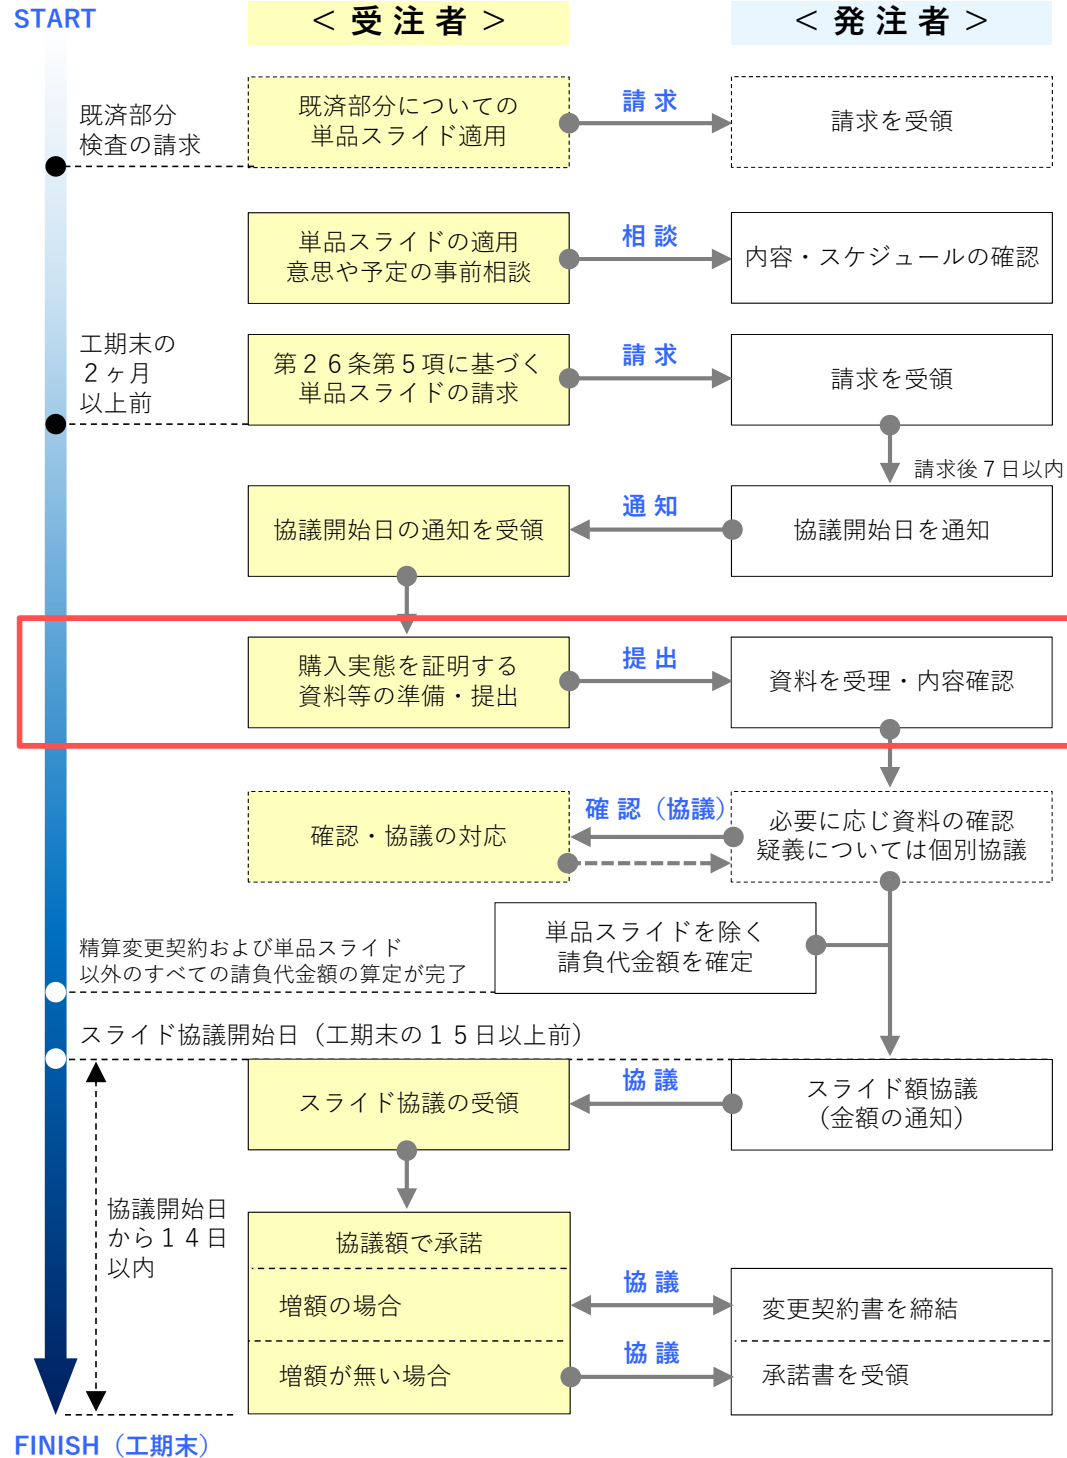 START
＜ 受 注 者 ＞
＜ 発 注 者 ＞
既済部分
検査の請求
既済部分についての
単品スライド適用
請 求
請求を受領
単品スライドの適用
意思や予定の事前相談
相 談
内容・スケジュールの確認
工期末の
２ヶ月
以上前
第２６条第５項に基づく
単品スライドの請求
請 求
請求を受領
請求後７日以内
協議開始日の通知を受領
通 知
協議開始日を通知
購入実態を証明する
資料等の準備・提出
提 出
資料を受理・内容確認
確認・協議の対応
確 認（協議）
必要に応じ資料の確認
疑義については個別協議
単品スライドを除く
請負代金額を確定
精算変更契約および単品スライド
以外のすべての請負代金額の算定が完了
スライド協議開始日（工期末の１５日以上前）
スライド協議の受領
協 議
スライド額協議
（金額の通知）
協議開始日
から１４日
以内
協議額で承諾
増額の場合
協 議
変更契約書を締結
増額が無い場合
協 議
承諾書を受領
FINISH（工期末）